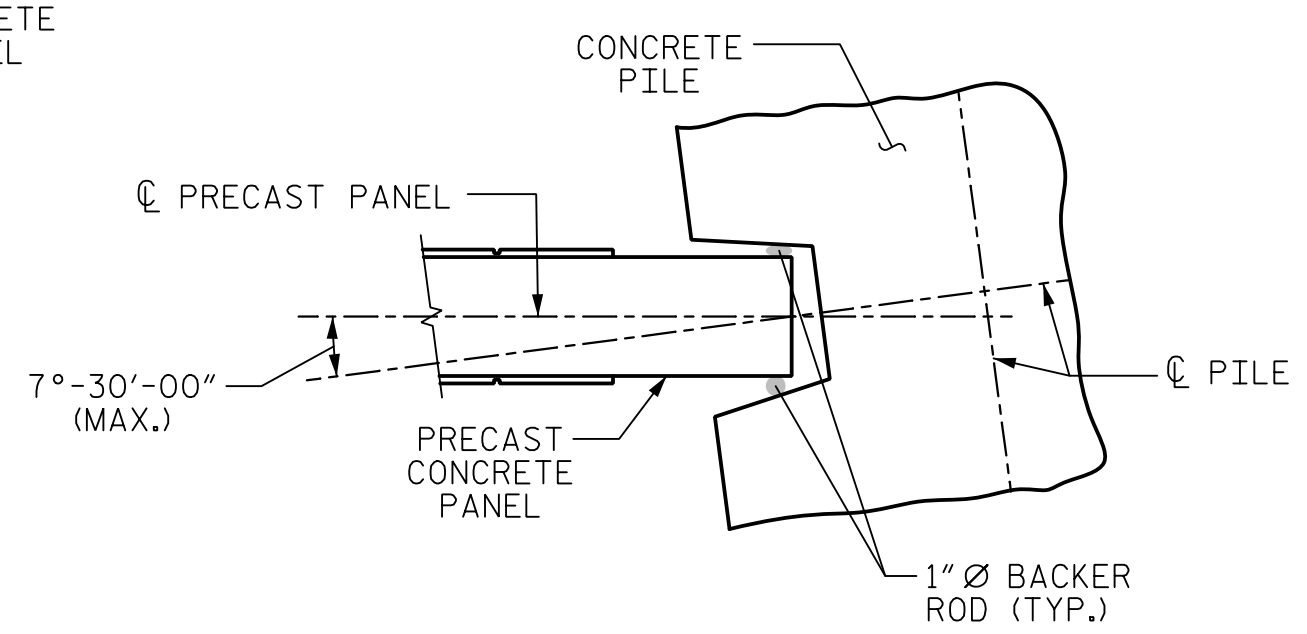 CONCRETE
PILE
℄ PRECAST PANEL
7°-30′-00″
(MAX.)
℄ PILE
PRECAST
CONCRETE
PANEL
1″ Ø BACKER
ROD (TYP.)